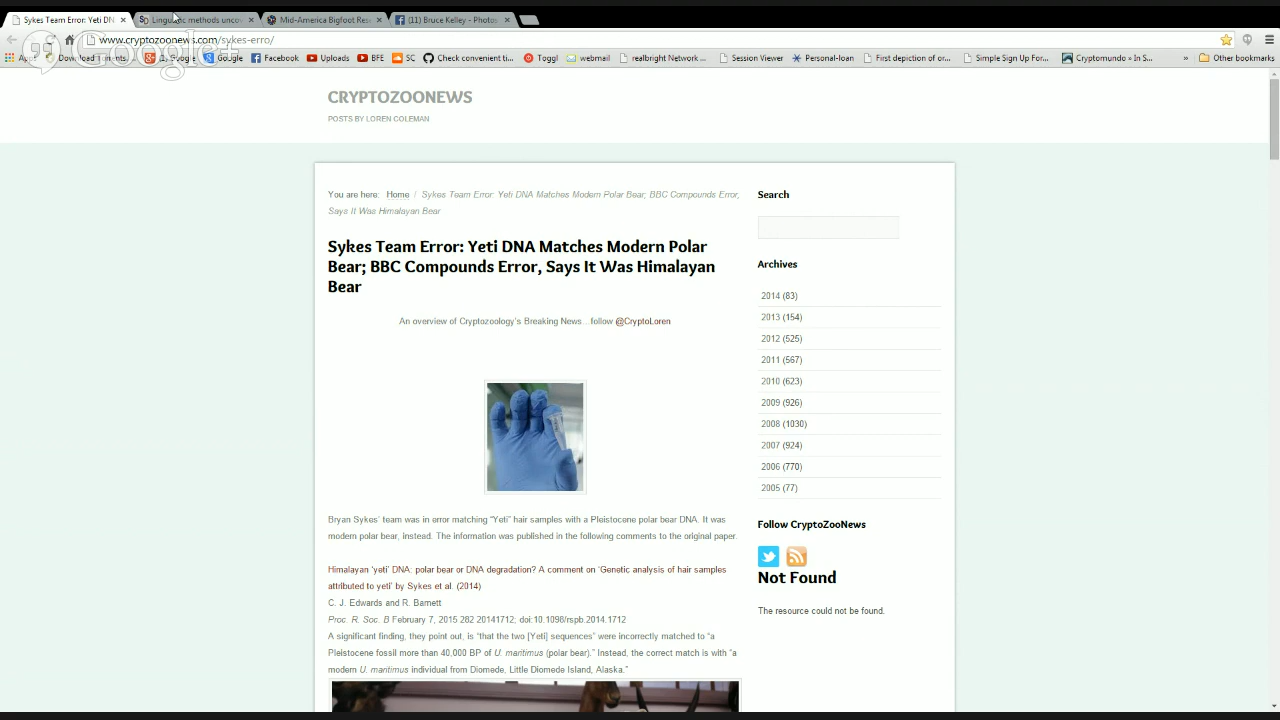 Sykes Team Error: Yeti DN
Linguistic methods uncov
Mid-America Bigfoot Res
(11) Bruce Kelley - Photos
www.cryptozoonews.com/sykes-erro/
Google+
Download Torrents
Google
Google
Facebook
Uploads
BFE
SC
Check convenient ti...
Toggl
webmail
realbright Network ...
Session Viewer
Personal-loan
First depiction of or...
Simple Sign Up For...
Cryptomundo » In S...
»
Other bookmarks
CRYPTOZOONEWS
POSTS BY LOREN COLEMAN
You are here: Home / Sykes Team Error: Yeti DNA Matches Modern Polar Bear; BBC Compounds Error,
Says It Was Himalayan Bear
Sykes Team Error: Yeti DNA Matches Modern Polar
Bear; BBC Compounds Error, Says It Was Himalayan
Bear
An overview of Cryptozoology's Breaking News…follow @CryptoLoren
Bryan Sykes' team was in error matching "Yeti" hair samples with a Pleistocene polar bear DNA. It was
modern polar bear, instead. The information was published in the following comments to the original paper.
Himalayan 'yeti' DNA: polar bear or DNA degradation? A comment on 'Genetic analysis of hair samples
attributed to yeti' by Sykes et al. (2014)
C. J. Edwards and R. Barnett
Proc. R. Soc. B February 7, 2015 282 20141712; doi:10.1098/rspb.2014.1712
A significant finding, they point out, is "that the two [Yeti] sequences" were incorrectly matched to "a
Pleistocene fossil more than 40,000 BP of U. maritimus (polar bear)." Instead, the correct match is with "a
modern U. maritimus individual from Diomede, Little Diomede Island, Alaska."
Search
Archives
2014 (83)
2013 (154)
2012 (525)
2011 (567)
2010 (623)
2009 (926)
2008 (1030)
2007 (924)
2006 (770)
2005 (77)
Follow CryptoZooNews
Not Found
The resource could not be found.